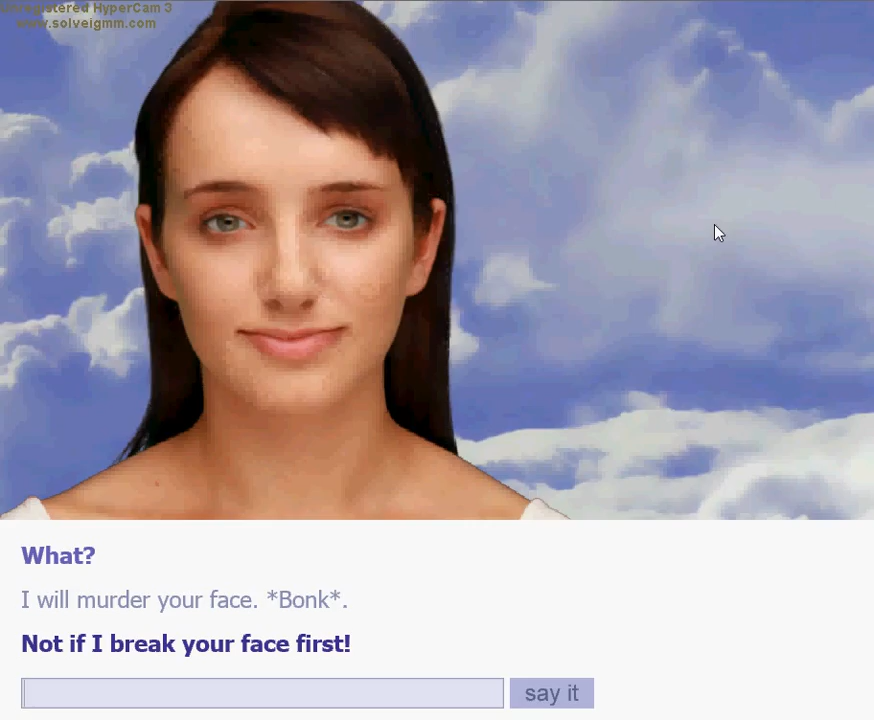 Unregistered HyperCam 3
www.solveigmm.com
What?
I will murder your face. *Bonk*.
Not if I break your face first!
say it